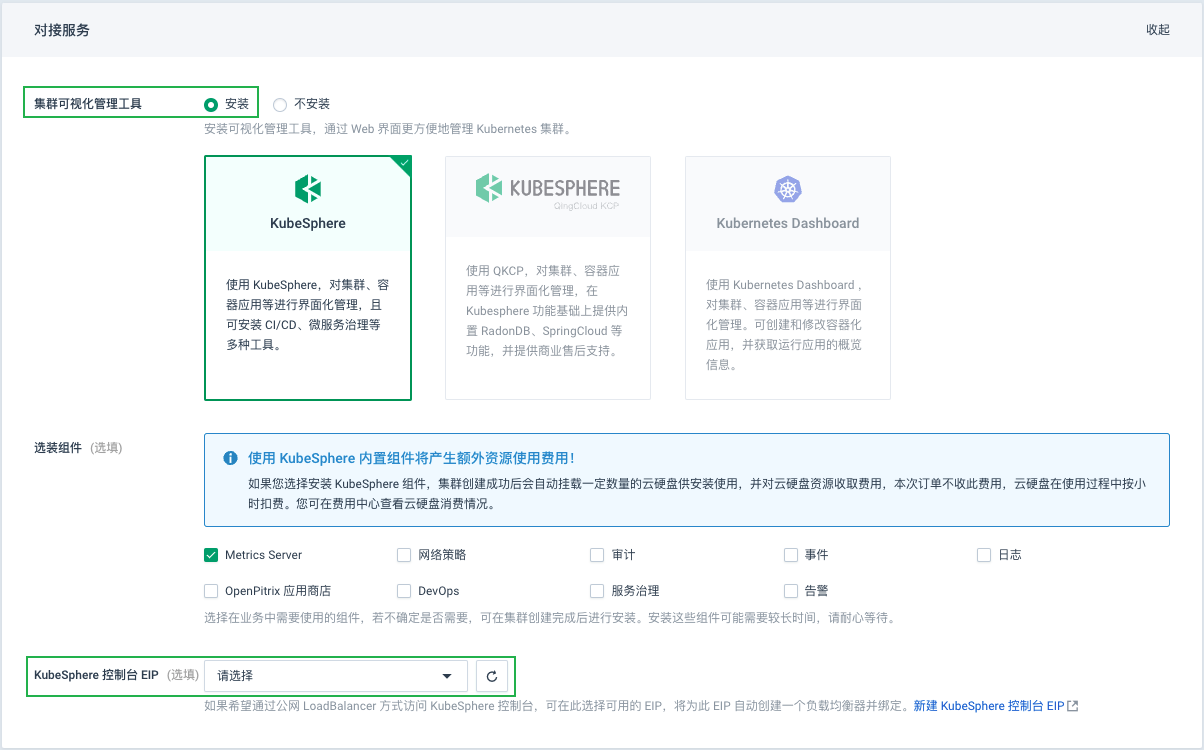 对接服务 收起
集群可视化管理工具 安装 不安装
安装可视化管理工具，通过 Web 界面更方便地管理 Kubernetes 集群。
KubeSphere
使用 KubeSphere，对集群、容
器应用等进行界面化管理，且
可安装 CI/CD、微服务治理等
多种工具。
KUBESPHERE
QingCloud KCP
使用 QKCP，对集群、容器应
用等进行界面化管理，在
Kubesphere 功能基础上提供内
置 RadonDB、SpringCloud 等
功能，并提供商业售后支持。
Kubernetes Dashboard
使用 Kubernetes Dashboard ,
对集群、容器应用等进行界面
化管理。可创建和修改容器化
应用，并获取运行应用的概览
信息。
选装组件 (选填)
使用 KubeSphere 内置组件将产生额外资源使用费用！
如果您选择安装 KubeSphere 组件，集群创建成功后会自动挂载一定数量的云硬盘供安装使用，并对云硬盘资源收取费用，本次订单不收此费用，云硬盘在使用过程中按小
时扣费。您可在费用中心查看云硬盘消费情况。
Metrics Server 网络策略 审计 事件 日志
OpenPitrix 应用商店 DevOps 服务治理 告警
选择在业务中需要使用的组件，若不确定是否需要，可在集群创建完成后进行安装。安装这些组件可能需要较长时间，请耐心等待。
KubeSphere 控制台 EIP (选填) 请选择
如果希望通过公网 LoadBalancer 方式访问 KubeSphere 控制台，可在此选择可用的 EIP，将为此 EIP 自动创建一个负载均衡器并绑定。新建 KubeSphere 控制台 EIP